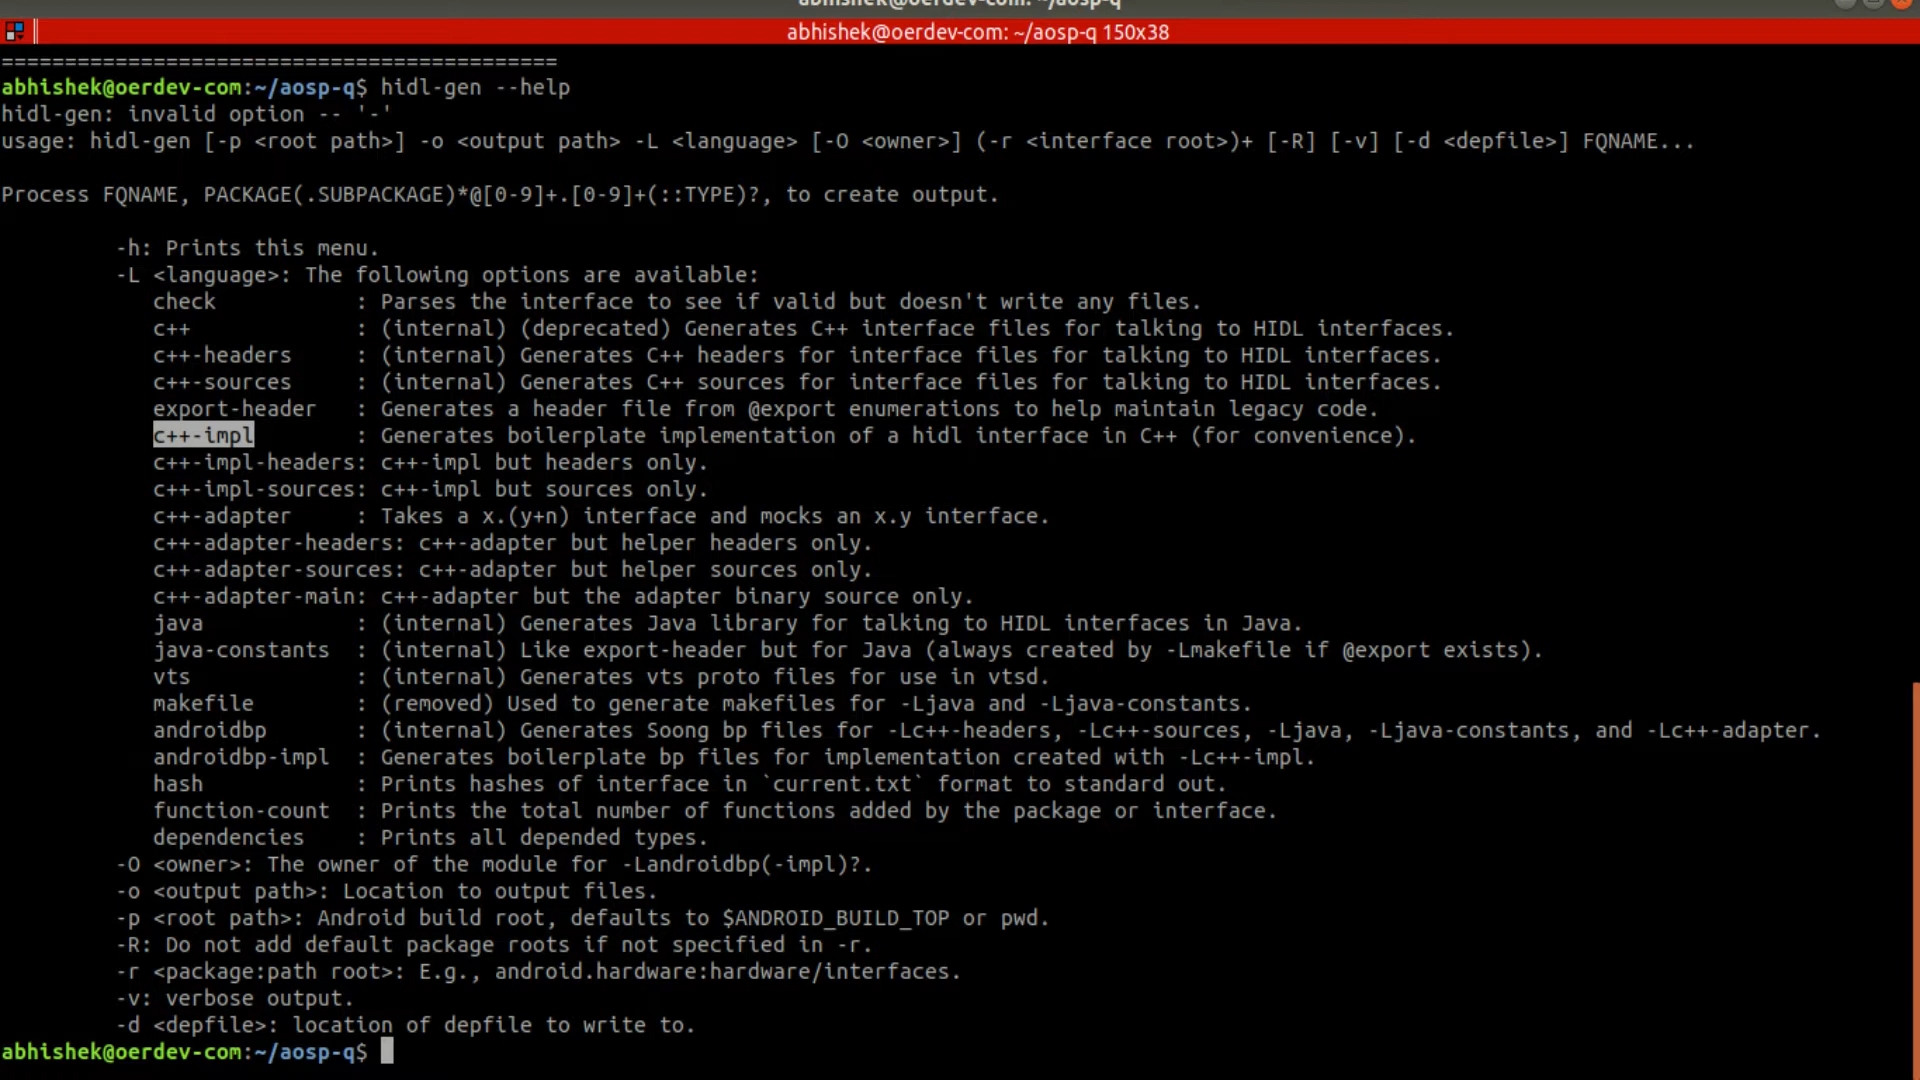 abhishek@oerdev-com: ~/aosp-q
abhishek@oerdev-com: ~/aosp-q 150x38
============================================
abhishek@oerdev-com:~/aosp-q$ hidl-gen --help
hidl-gen: invalid option -- '-'
usage: hidl-gen [-p <root path>] -o <output path> -L <language> [-O <owner>] (-r <interface root>)+ [-R] [-v] [-d <depfile>] FQNAME...
Process FQNAME, PACKAGE(.SUBPACKAGE)*@[0-9]+.[0-9]+(::TYPE)?, to create output.
-h: Prints this menu.
-L <language>: The following options are available:
check : Parses the interface to see if valid but doesn't write any files.
c++ : (internal) (deprecated) Generates C++ interface files for talking to HIDL interfaces.
c++-headers : (internal) Generates C++ headers for interface files for talking to HIDL interfaces.
c++-sources : (internal) Generates C++ sources for interface files for talking to HIDL interfaces.
export-header : Generates a header file from @export enumerations to help maintain legacy code.
c++-impl : Generates boilerplate implementation of a hidl interface in C++ (for convenience).
c++-impl-headers: c++-impl but headers only.
c++-impl-sources: c++-impl but sources only.
c++-adapter : Takes a x.(y+n) interface and mocks an x.y interface.
c++-adapter-headers: c++-adapter but helper headers only.
c++-adapter-sources: c++-adapter but helper sources only.
c++-adapter-main: c++-adapter but the adapter binary source only.
java : (internal) Generates Java library for talking to HIDL interfaces in Java.
java-constants : (internal) Like export-header but for Java (always created by -Lmakefile if @export exists).
vts : (internal) Generates vts proto files for use in vtsd.
makefile : (removed) Used to generate makefiles for -Ljava and -Ljava-constants.
androidbp : (internal) Generates Soong bp files for -Lc++-headers, -Lc++-sources, -Ljava, -Ljava-constants, and -Lc++-adapter.
androidbp-impl : Generates boilerplate bp files for implementation created with -Lc++-impl.
hash : Prints hashes of interface in `current.txt` format to standard out.
function-count : Prints the total number of functions added by the package or interface.
dependencies : Prints all depended types.
-O <owner>: The owner of the module for -Landroidbp(-impl)?.
-o <output path>: Location to output files.
-p <root path>: Android build root, defaults to $ANDROID_BUILD_TOP or pwd.
-R: Do not add default package roots if not specified in -r.
-r <package:path root>: E.g., android.hardware:hardware/interfaces.
-v: verbose output.
-d <depfile>: location of depfile to write to.
abhishek@oerdev-com:~/aosp-q$